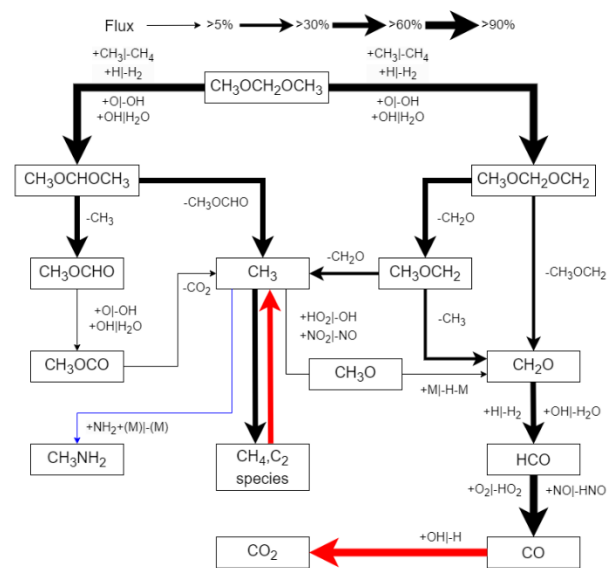 Flux >5% >30% >60% >90%
+CH₃|-CH₄
+H|-H₂
+CH₃|-CH₄
+H|-H₂
CH₃OCH₂OCH₃
+O|-OH
+OH|H₂O
+O|-OH
+OH|H₂O
CH₃OCHOCH₃
CH₃OCH₂OCH₂
-CH₃OCHO
-CH₂O
-CH₃
CH₃OCHO
CH₃
-CH₂O
CH₃OCH₂
-CH₃OCH₂
-CO₂
+O|-OH
+OH|H₂O
+HO₂|-OH
+NO₂|-NO
-CH₃
CH₃OCO
CH₃O
CH₂O
+M|-H-M
+H|-H₂
+OH|-H₂O
+NH₂+(M)|-(M)
CH₃NH₂
CH₄,C₂
species
HCO
+O₂|-HO₂
+NO|-HNO
+OH|-H
CO₂
CO